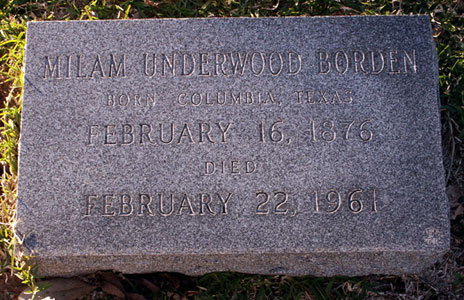 MILAM UNDERWOOD BORDEN
BORN COLUMBIA, TEXAS
FEBRUARY 16, 1876
DIED
FEBRUARY 22, 1961